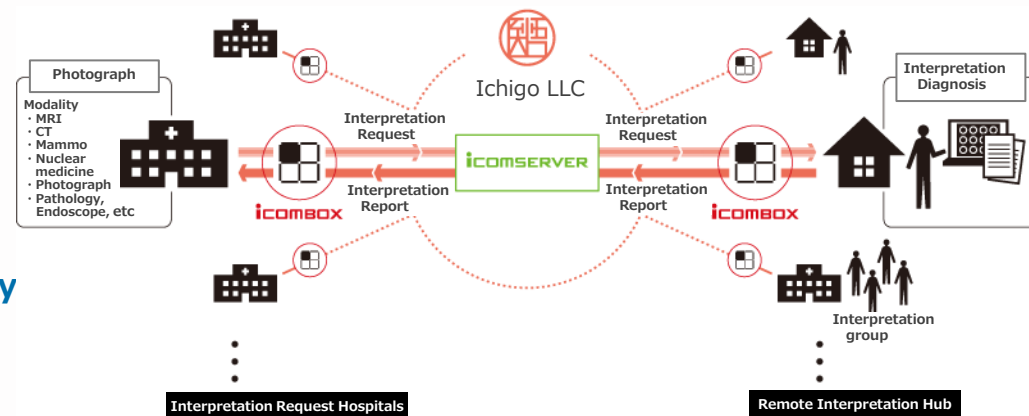 Photograph
Modality
・MRI
・CT
・Mammo
・Nuclear
medicine
・Photograph
・Pathology,
Endoscope, etc
Ichigo LLC
Interpretation
Request
Interpretation
Report
icomBOX
icomSERVER
Interpretation
Request
Interpretation
Report
icomBOX
Interpretation
Diagnosis
y
Interpretation
group
Interpretation Request Hospitals
Remote Interpretation Hub